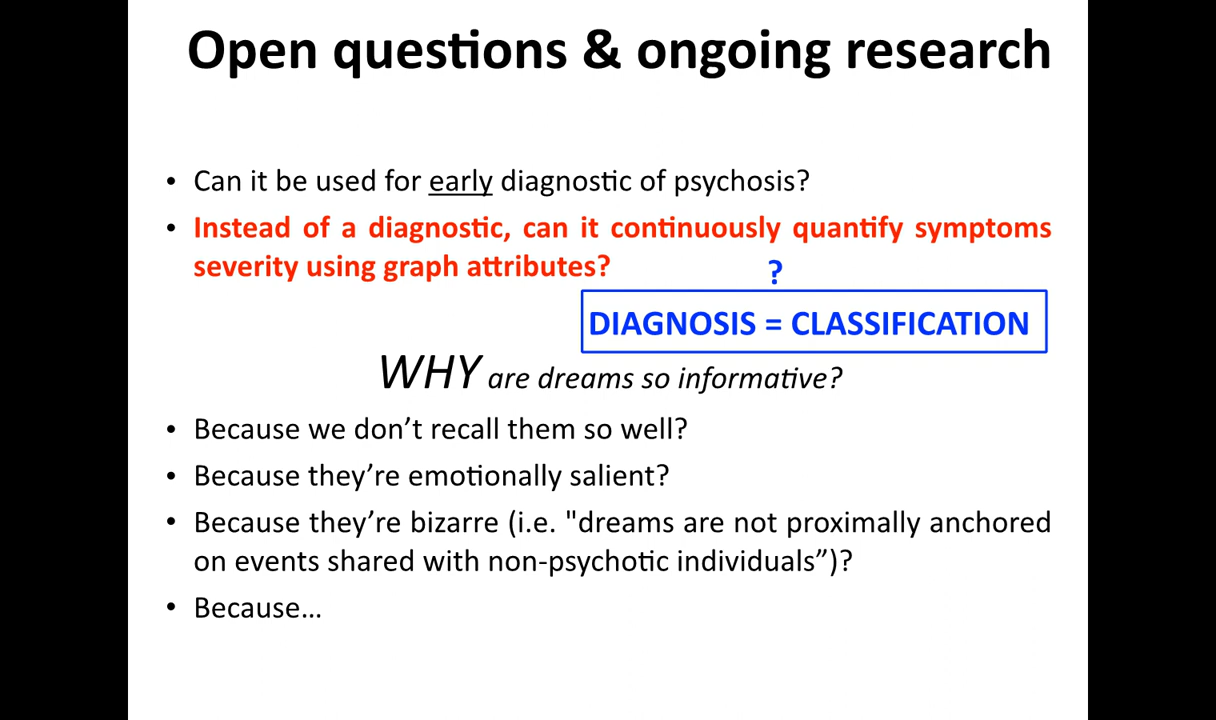 Open questions & ongoing research
• Can it be used for early diagnostic of psychosis?
• Instead of a diagnostic, can it continuously quantify symptoms
severity using graph attributes?
?
DIAGNOSIS = CLASSIFICATION
WHY are dreams so informative?
• Because we don’t recall them so well?
• Because they’re emotionally salient?
• Because they’re bizarre (i.e. "dreams are not proximally anchored
on events shared with non-psychotic individuals”)?
• Because…